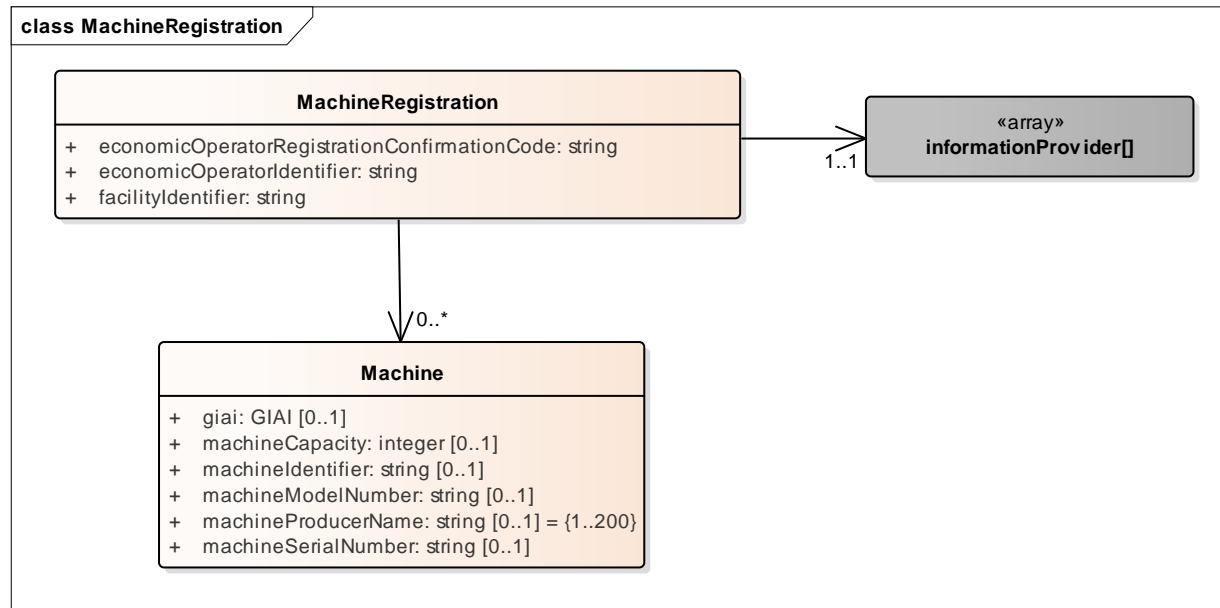 class MachineRegistration
MachineRegistration
+ economicOperatorRegistrationConfirmationCode: string
+ economicOperatorIdentifier: string
+ facilityIdentifier: string
«array»
informationProvider[]
1..1
0..*
Machine
+ giai: GIAI [0..1]
+ machineCapacity: integer [0..1]
+ machineIdentifier: string [0..1]
+ machineModelNumber: string [0..1]
+ machineProducerName: string [0..1] = {1..200}
+ machineSerialNumber: string [0..1]